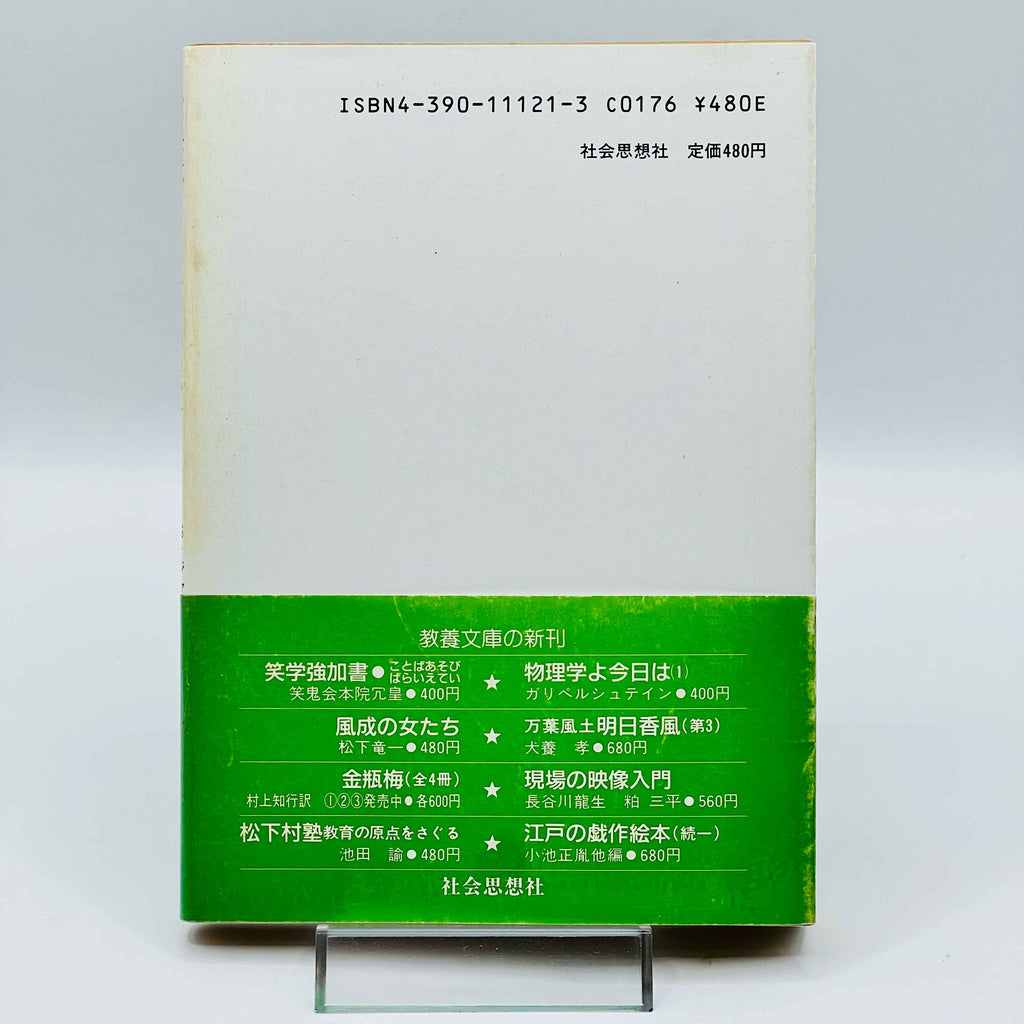 ISBN4-390-11121-3 C0176 ¥480E
社会思想社 定価480円
教養文庫の新刊
笑学強加書●ことばあそび
ばらいえてい
笑鬼会本院冗皇●400円
★
物理学よ今日は(1)
ガリペルシュテイン●400円
風成の女たち
松下竜一●480円
★
万葉風土明日香風(第3)
犬養 孝●680円
金瓶梅(全4冊)
村上知行訳 ①②③発売中●各600円
★
現場の映像入門
長谷川龍生 粕 三平●560円
松下村塾教育の原点をさぐる
池田 諭●480円
★
江戸の戯作絵本(続一)
小池正胤他編●680円
社会思想社